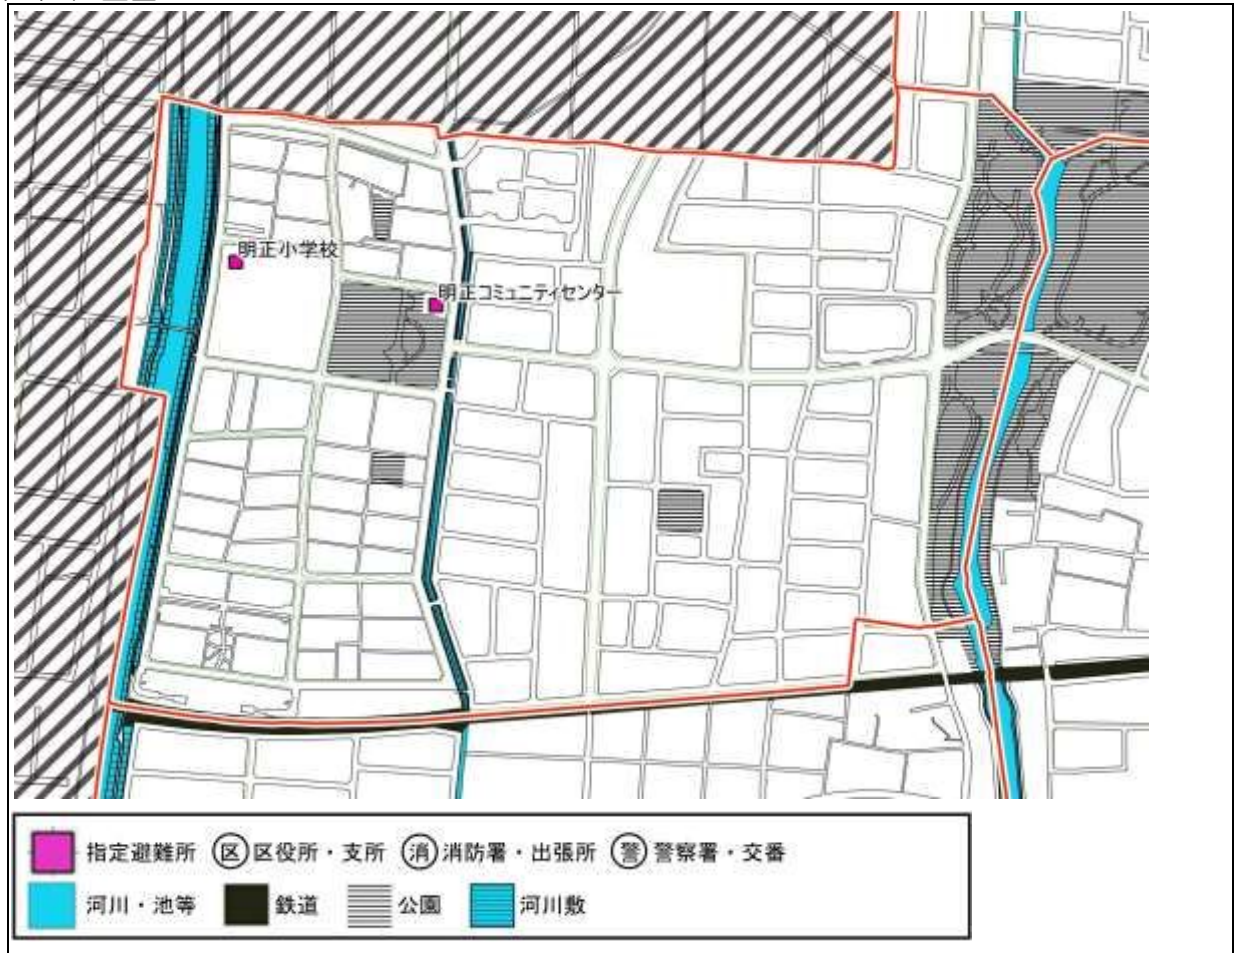 明正小学校
明正コミュニティセンター
指定避難所 区 区役所・支所 消 消防署・出張所 警 警察署・交番
河川・池等 鉄道 公園 河川敷